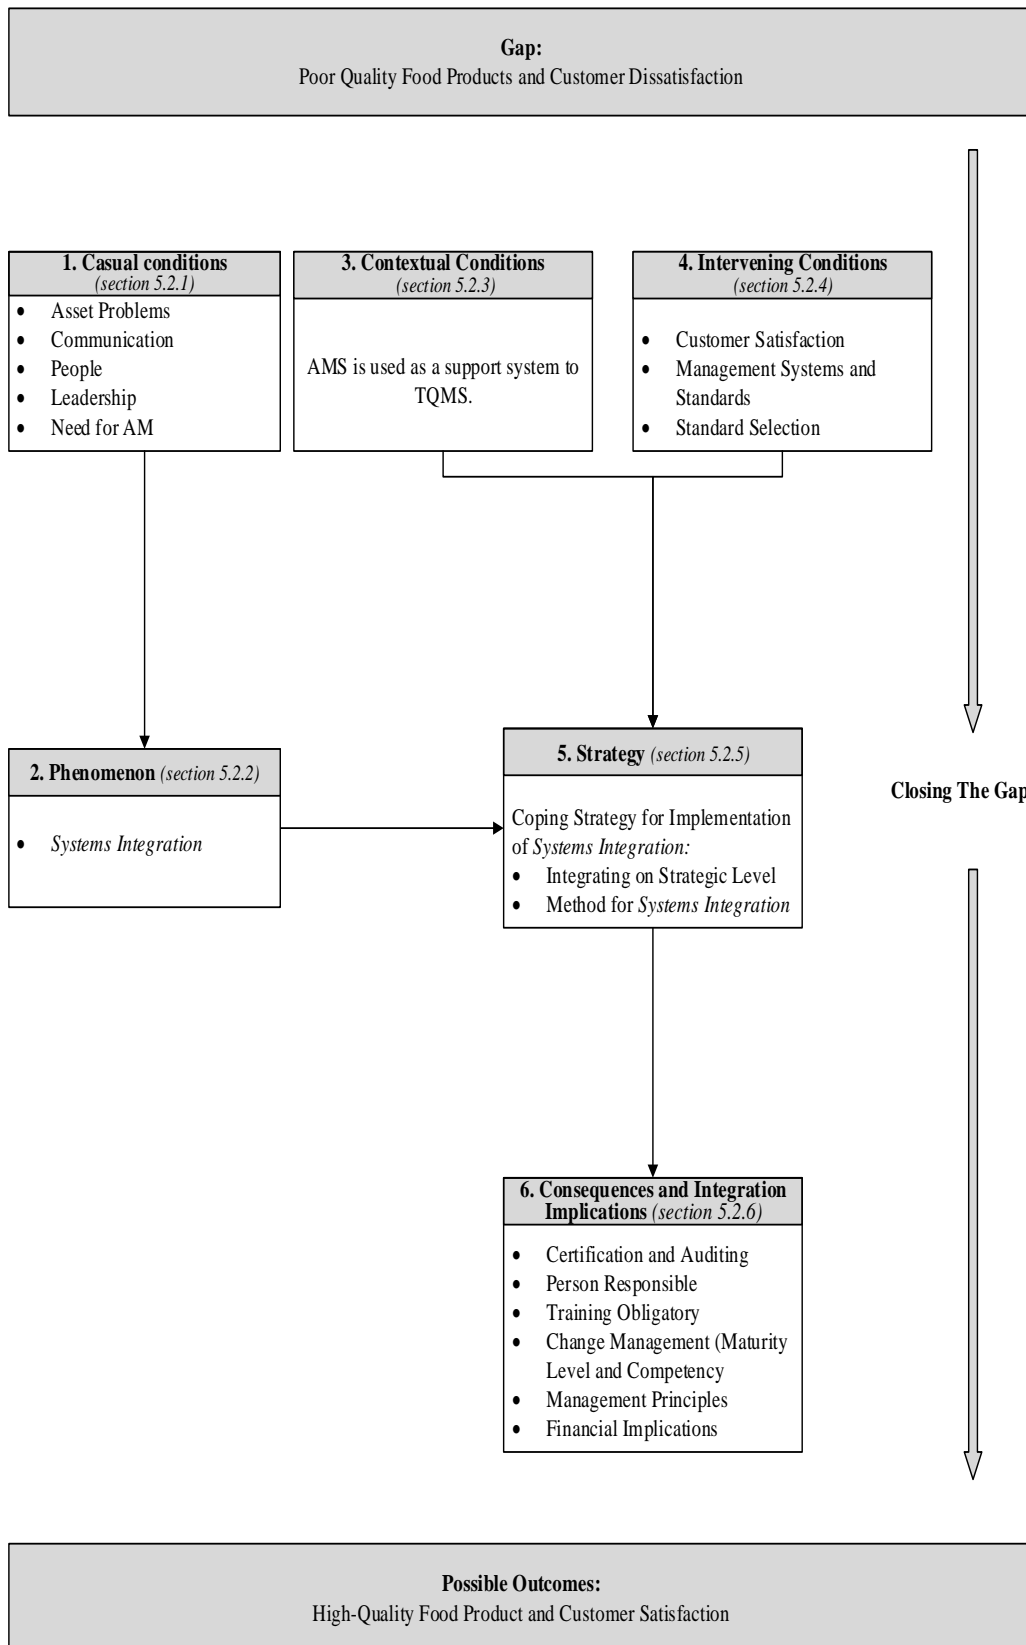 Gap:
Poor Quality Food Products and Customer Dissatisfaction
1. Casual conditions
(section 5.2.1)
• Asset Problems
• Communication
• People
• Leadership
• Need for AM
3. Contextual Conditions
(section 5.2.3)
AMS is used as a support system to
TQMS.
4. Intervening Conditions
(section 5.2.4)
• Customer Satisfaction
• Management Systems and
Standards
• Standard Selection
2. Phenomenon (section 5.2.2)
• Systems Integration
5. Strategy (section 5.2.5)
Coping Strategy for Implementation
of Systems Integration:
• Integrating on Strategic Level
• Method for Systems Integration
Closing The Gap
6. Consequences and Integration
Implications (section 5.2.6)
• Certification and Auditing
• Person Responsible
• Training Obligatory
• Change Management (Maturity
Level and Competency
• Management Principles
• Financial Implications
Possible Outcomes:
High-Quality Food Product and Customer Satisfaction